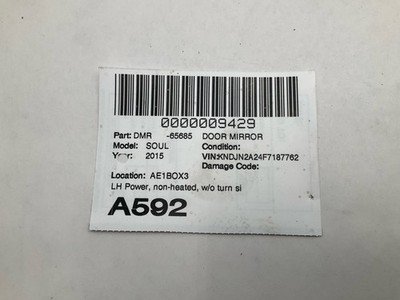 0000009429
Part: DMR -65685 DOOR MIRROR
Model: SOUL Condition:
Year: 2015 VIN:KNDJN2A24F7187762
Damage Code:
Location: AE1BOX3
LH Power, non-heated, w/o turn si
A592